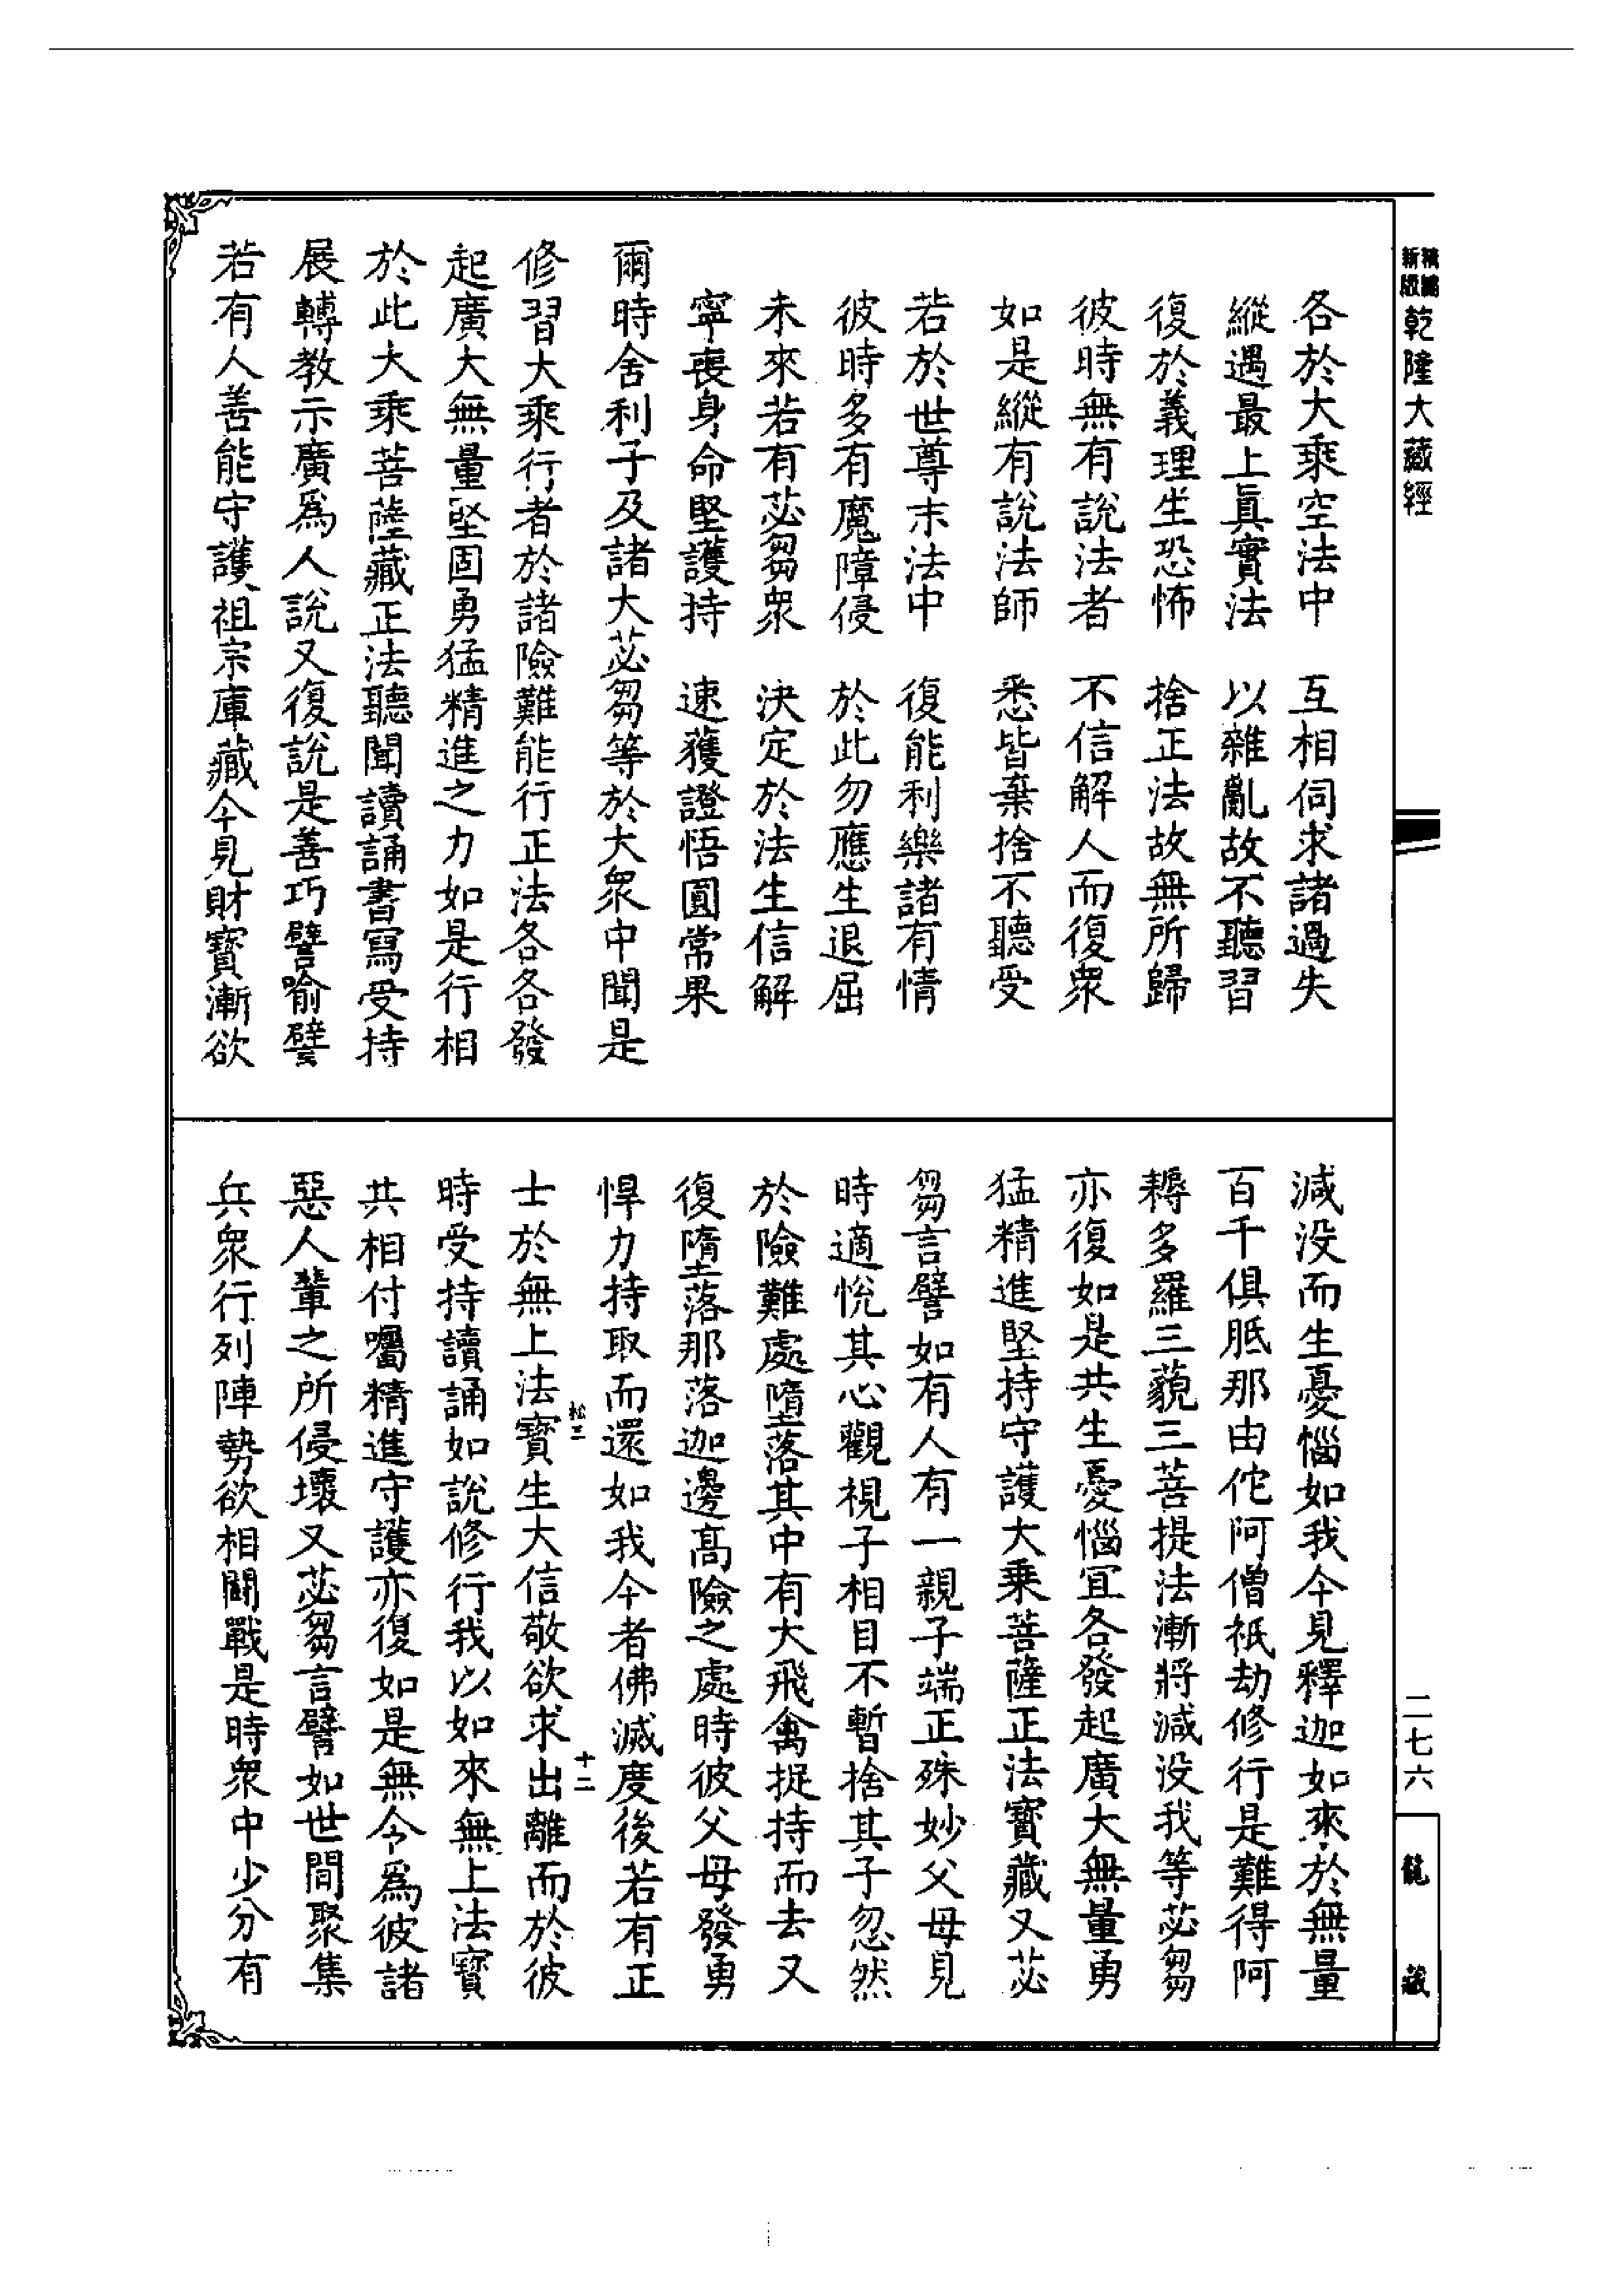 新編
縮版
乾隆大藏經
各於大乘空法中　互相伺求諸過失
縱遇最上眞實法　以雜亂故不聽習
復於義理生恐怖　捨正法故無所歸
彼時無有說法者　不信解人而復衆
如是縱有說法師　悉皆棄捨不聽受
若於世尊末法中　復能利樂諸有情
彼時多有魔障侵　於此勿應生退屈
未來若有苾芻衆　決定於法生信解
寧喪身命堅護持　速獲證悟圓常果
爾時舍利子及諸大苾芻等於大衆中聞是
修習大乘行者於諸險難能行正法各各發
起廣大無量堅固勇猛精進之力如是行相
於此大乘菩薩藏正法聽聞讀誦書寫受持
展轉教示廣爲人說又復說是善巧譬喻譬
若有人善能守護祖宗庫藏今見財寶漸欲
減没而生憂惱如我今見釋迦如來於無量
百千俱胝那由佗阿僧祇劫修行是難得阿
耨多羅三藐三菩提法漸將減没我等苾芻
亦復如是共生憂惱宜各發起廣大無量勇
猛精進堅持守護大乘菩薩正法寶藏又苾
芻言譬如有人有一親子端正殊妙父母見
時適悅其心觀視子相目不暫捨其子忽然
於險難處墮落其中有大飛禽捉持而去又
復墮落那落迦邊高險之處時彼父母發勇
悍力持取而還如我今者佛滅度後若有正
松三
十二
士於無上法寶生大信敬欲求出離而於彼
時受持讀誦如說修行我以如來無上法寶
共相付囑精進守護亦復如是無令爲彼諸
惡人輩之所侵壞又苾芻言譬如世間聚集
兵衆行列陣勢欲相鬭戰是時衆中少分有
二七六
龍藏